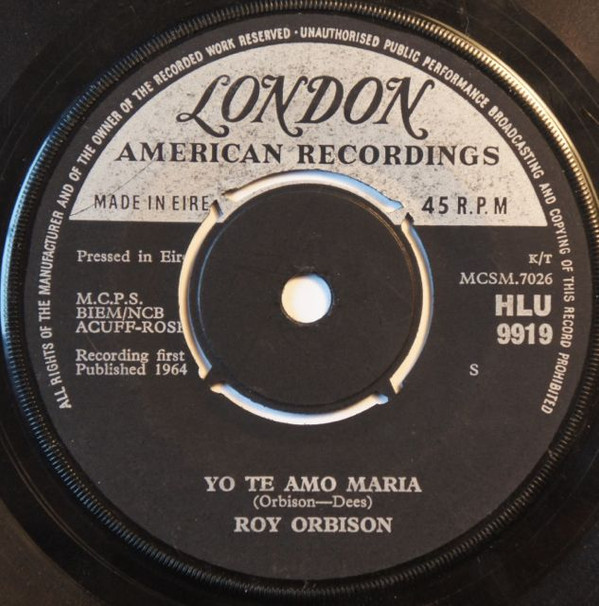 ALL RIGHTS OF THE MANUFACTURER AND OF THE OWNER OF THE RECORDED WORK RESERVED · UNAUTHORISED PUBLIC PERFORMANCE BROADCASTING AND COPYING OF THIS RECORD PROHIBITED
LONDON
AMERICAN RECORDINGS
MADE IN EIRE
45 R.P.M
Pressed in Eir
K/T
MCSM.7026
M.C.P.S.
BIEM/NCB
ACUFF-ROSE
HLU
9919
Recording first
Published 1964
S
YO TE AMO MARIA
(Orbison—Dees)
ROY ORBISON